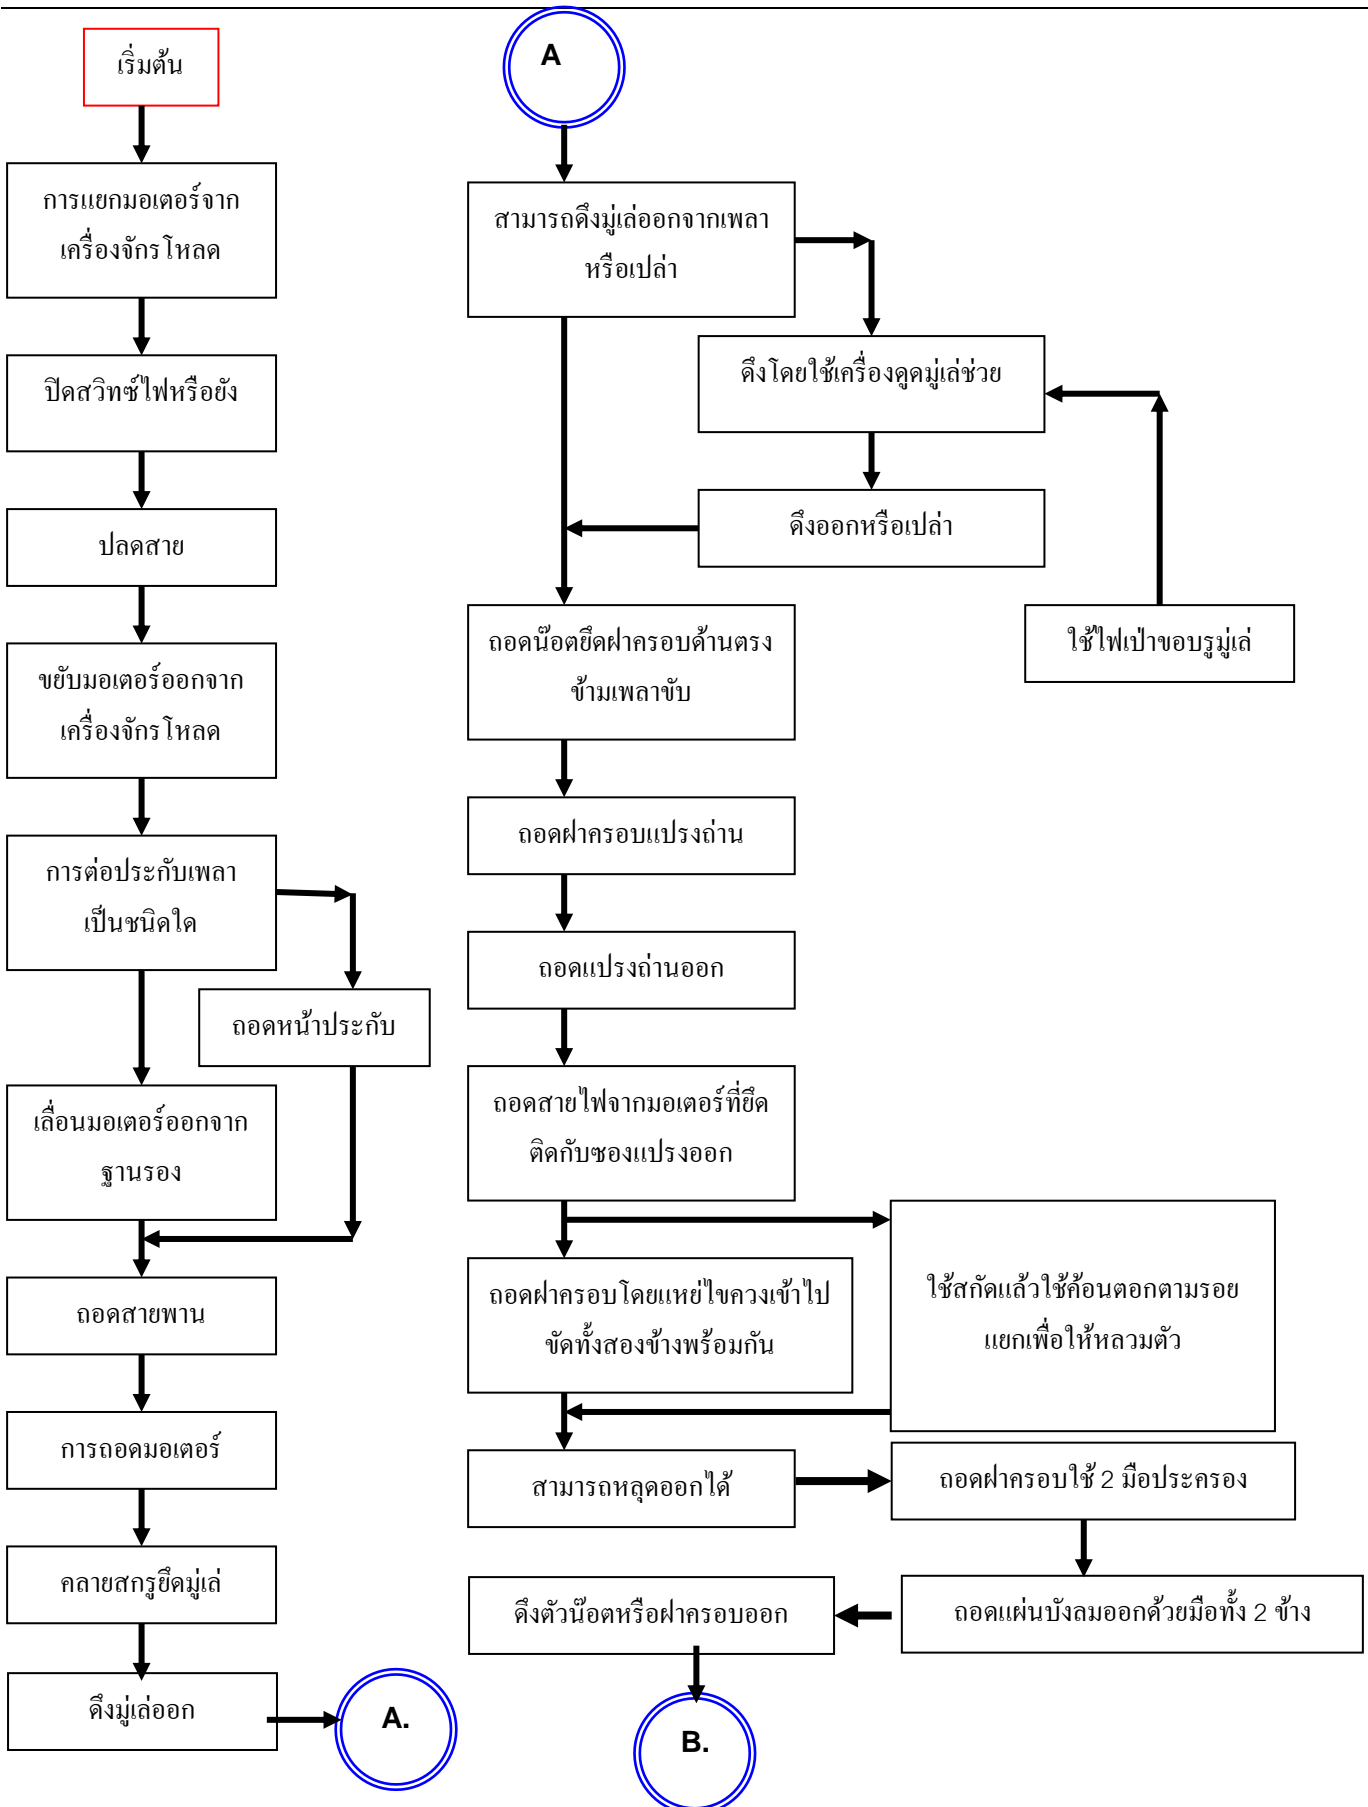 เริ่มต้น
การแยกมอเตอร์จาก
เครื่องจักรโหลด
ปิดสวิทซ์ไฟหรือยัง
ปลดสาย
ขยับมอเตอร์ออกจาก
เครื่องจักรโหลด
การต่อประกับเพลา
เป็นชนิดใด
ถอดหน้าประกับ
เลื่อนมอเตอร์ออกจาก
ฐานรอง
ถอดสายพาน
การถอดมอเตอร์
คลายสกรูยึดมู่เล่
ดึงมู่เล่ออก
A.
A
สามารถดึงมู่เล่ออกจากเพลา
หรือเปล่า
ดึงโดยใช้เครื่องดูดมู่เล่ช่วย
ดึงออกหรือเปล่า
ใช้ไฟเป่าขอบรูมู่เล่
ถอดน๊อตยึดฝาครอบด้านตรง
ข้ามเพลาขับ
ถอดฝาครอบแปรงถ่าน
ถอดแปรงถ่านออก
ถอดสายไฟจากมอเตอร์ที่ยึด
ติดกับซองแปรงออก
ถอดฝาครอบโดยแหย่ไขควงเข้าไป
ขัดทั้งสองข้างพร้อมกัน
ใช้สกัดแล้วใช้ค้อนตอกตามรอย
แยกเพื่อให้หลวมตัว
สามารถหลุดออกได้
ถอดฝาครอบใช้ 2 มือประครอง
ถอดแผ่นบังลมออกด้วยมือทั้ง 2 ข้าง
ดึงตัวน๊อตหรือฝาครอบออก
B.